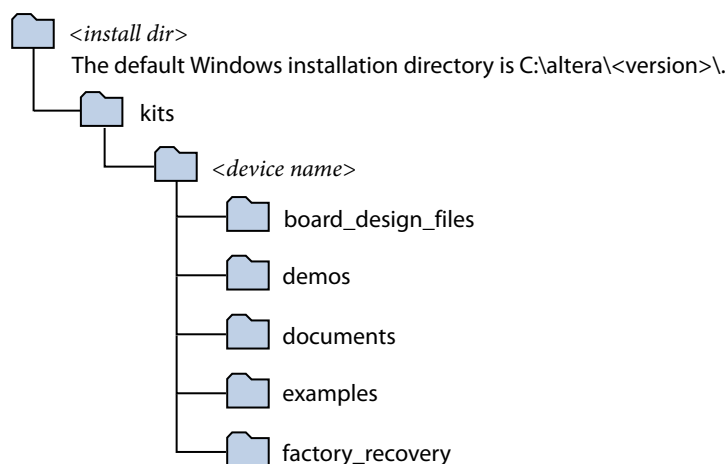 <install dir>
The default Windows installation directory is C:\altera\<version>\.
kits
<device name>
board_design_files
demos
documents
examples
factory_recovery